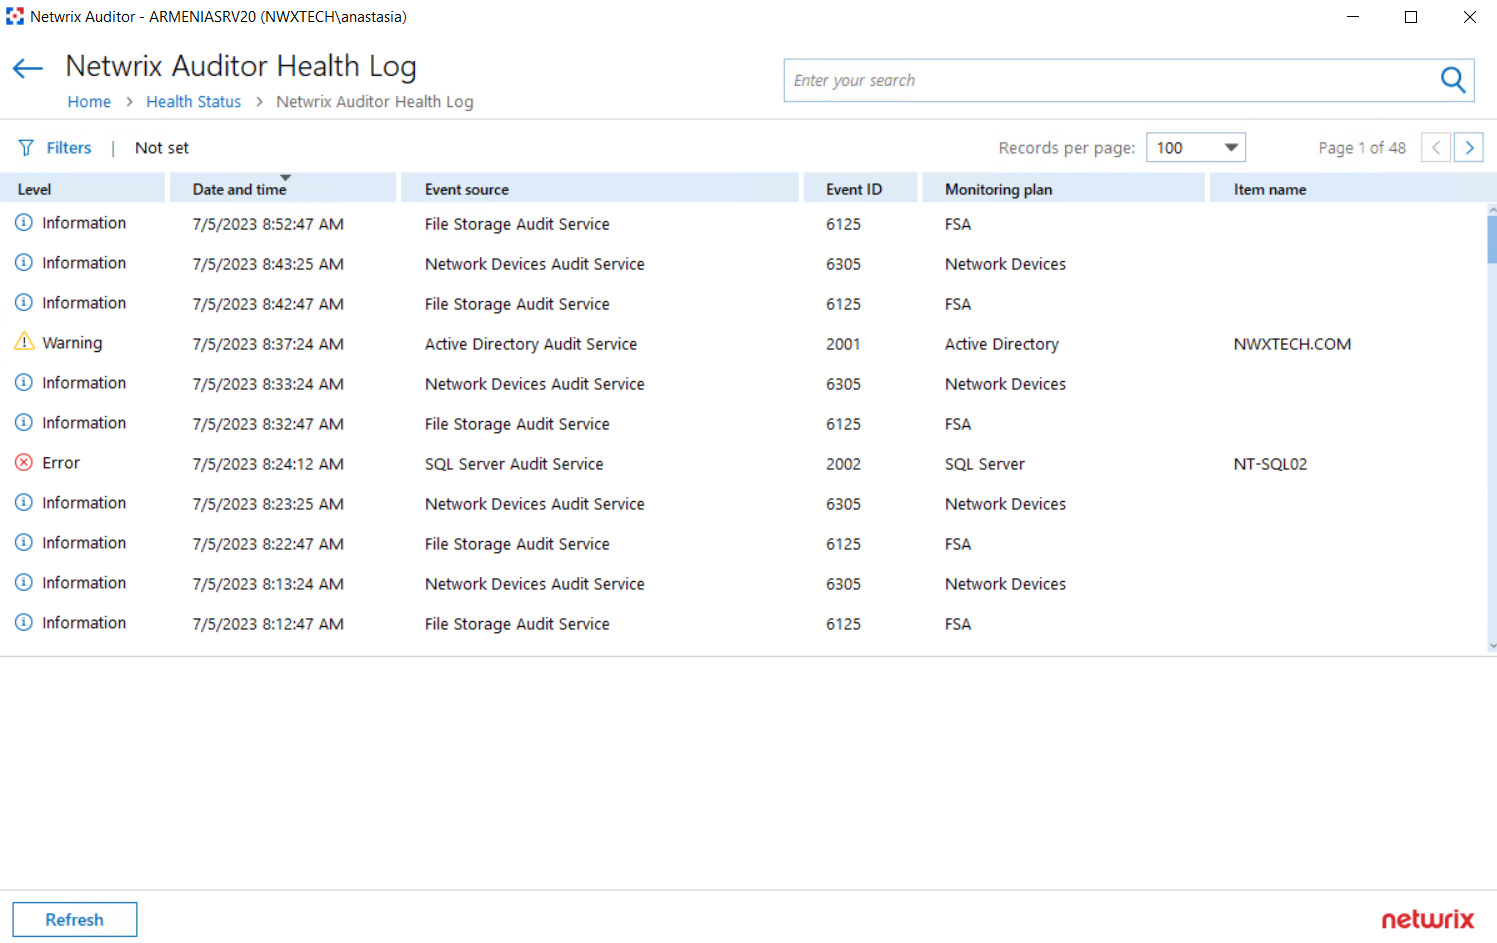 Netwrix Auditor - ARMENIASRV20 (NWXTECH\anastasia)
Netwrix Auditor Health Log
Enter your search
Home > Health Status > Netwrix Auditor Health Log
Filters | Not set Records per page: 100 Page 1 of 48
Level Date and time Event source Event ID Monitoring plan Item name
Information 7/5/2023 8:52:47 AM File Storage Audit Service 6125 FSA
Information 7/5/2023 8:43:25 AM Network Devices Audit Service 6305 Network Devices
Information 7/5/2023 8:42:47 AM File Storage Audit Service 6125 FSA
Warning 7/5/2023 8:37:24 AM Active Directory Audit Service 2001 Active Directory NWXTECH.COM
Information 7/5/2023 8:33:24 AM Network Devices Audit Service 6305 Network Devices
Information 7/5/2023 8:32:47 AM File Storage Audit Service 6125 FSA
Error 7/5/2023 8:24:12 AM SQL Server Audit Service 2002 SQL Server NT-SQL02
Information 7/5/2023 8:23:25 AM Network Devices Audit Service 6305 Network Devices
Information 7/5/2023 8:22:47 AM File Storage Audit Service 6125 FSA
Information 7/5/2023 8:13:24 AM Network Devices Audit Service 6305 Network Devices
Information 7/5/2023 8:12:47 AM File Storage Audit Service 6125 FSA
Refresh
netwrix